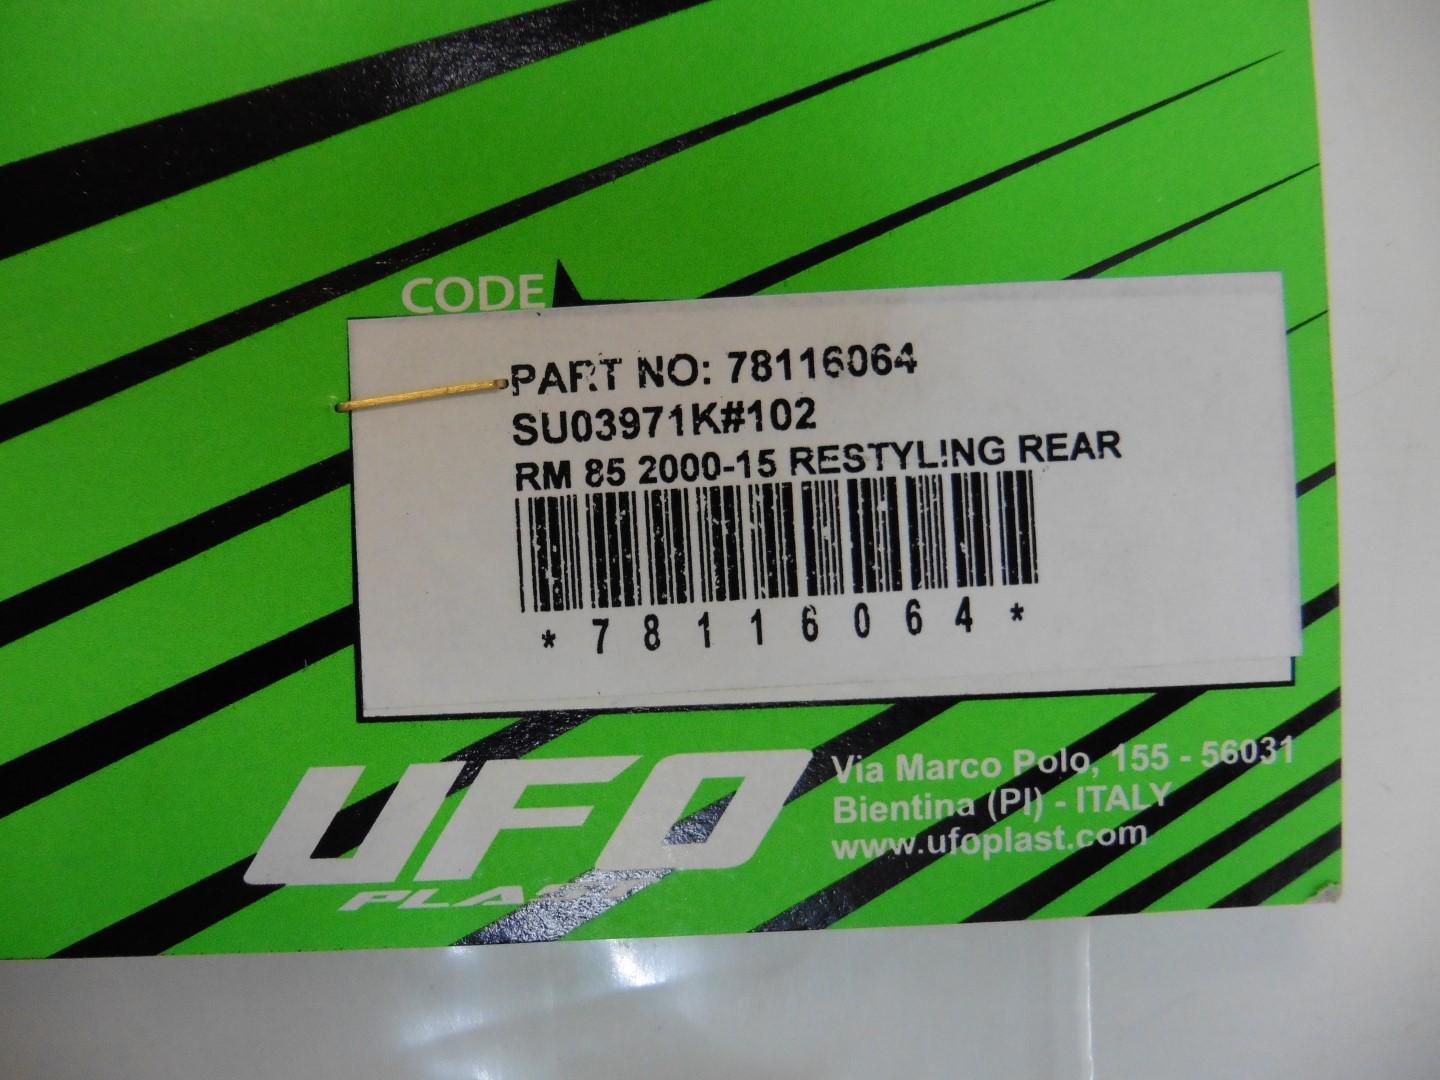 CODE
PART NO: 78116064
SU03971K#102
RM 85 2000-15 RESTYLING REAR
*78116064*
UFO
PLAST
Via Marco Polo, 155 - 56031
Bientina (PI) - ITALY
www.ufoplast.com